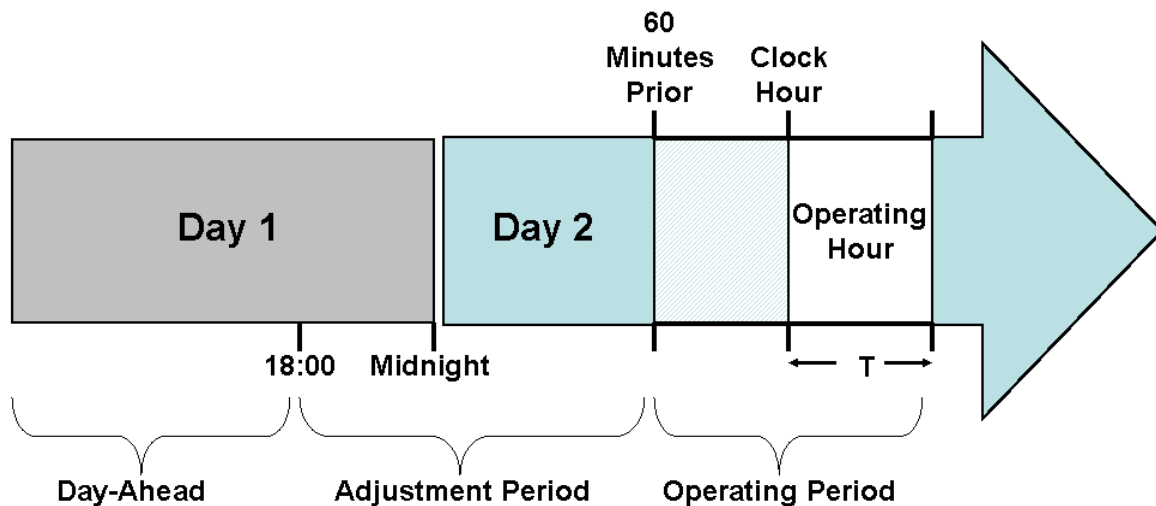 60
Minutes
Prior
Clock
Hour
Day 1
Day 2
Operating
Hour
18:00
Midnight
T
Day-Ahead
Adjustment Period
Operating Period